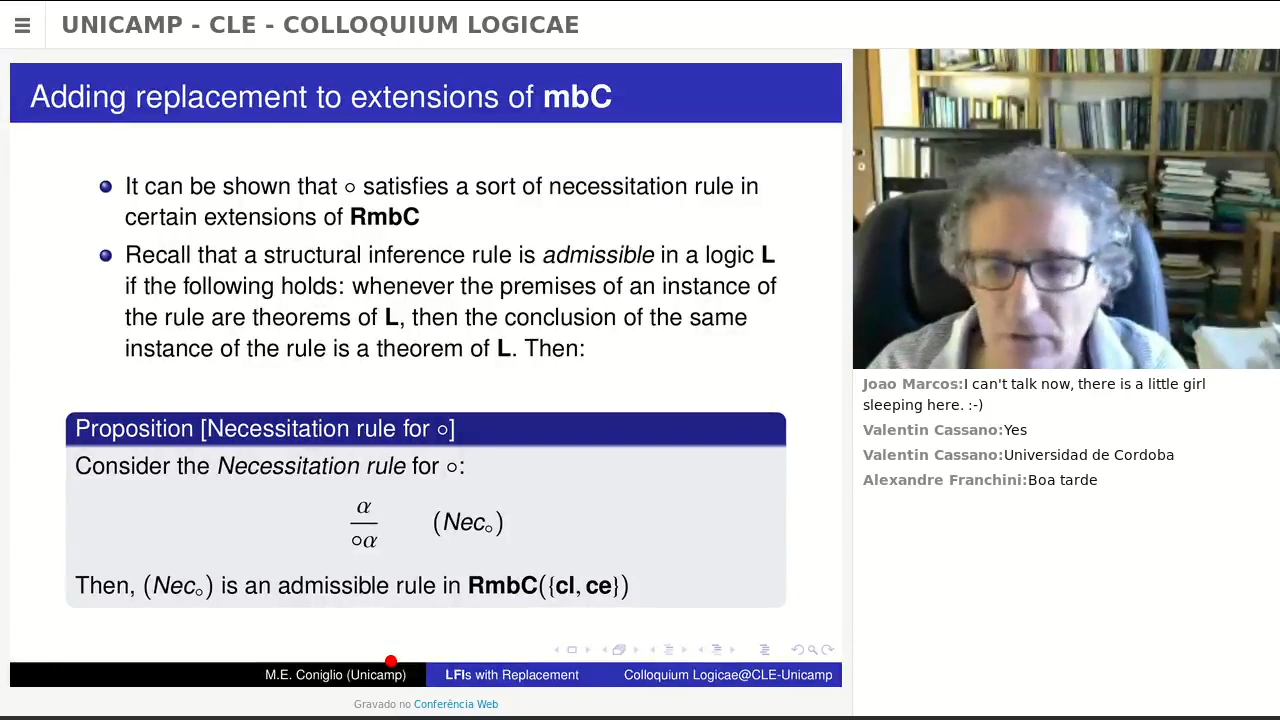 UNICAMP - CLE - COLLOQUIUM LOGICAE
Adding replacement to extensions of mbC
It can be shown that ∘ satisfies a sort of necessitation rule in
certain extensions of RmbC
Recall that a structural inference rule is admissible in a logic L
if the following holds: whenever the premises of an instance of
the rule are theorems of L, then the conclusion of the same
instance of the rule is a theorem of L. Then:
Proposition [Necessitation rule for ∘]
Consider the Necessitation rule for ∘:
α
∘α
(Nec∘)
Then, (Nec∘) is an admissible rule in RmbC({cl, ce})
M.E. Coniglio (Unicamp)
LFIs with Replacement
Colloquium Logicae@CLE-Unicamp
Gravado no Conferência Web
Joao Marcos:I can't talk now, there is a little girl
sleeping here. :-)
Valentin Cassano:Yes
Valentin Cassano:Universidad de Cordoba
Alexandre Franchini:Boa tarde